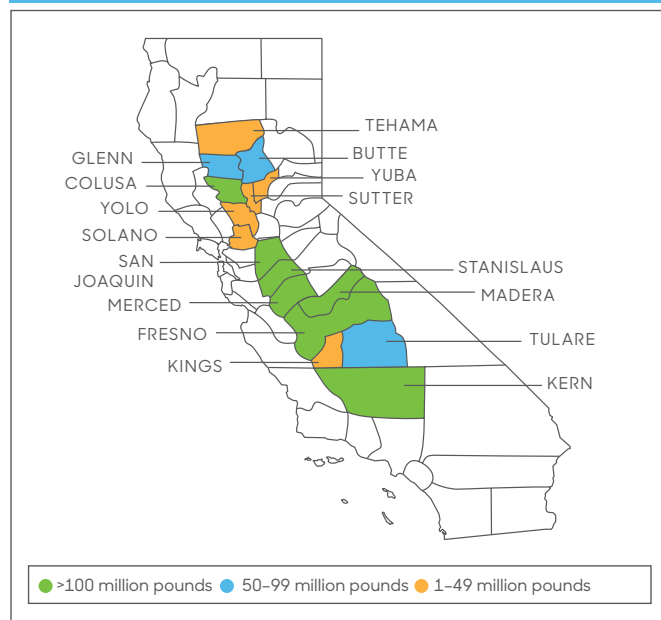 TEHAMA
GLENN
BUTTE
COLUSA
YUBA
YOLO
SUTTER
SOLANO
SAN
JOAQUIN
STANISLAUS
MERCED
MADERA
FRESNO
TULARE
KINGS
KERN
>100 million pounds 50–99 million pounds 1–49 million pounds